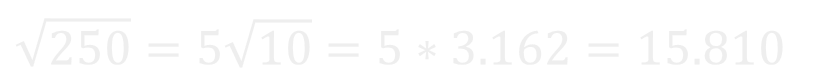 √250 = 5√10 = 5 * 3.162 = 15.810